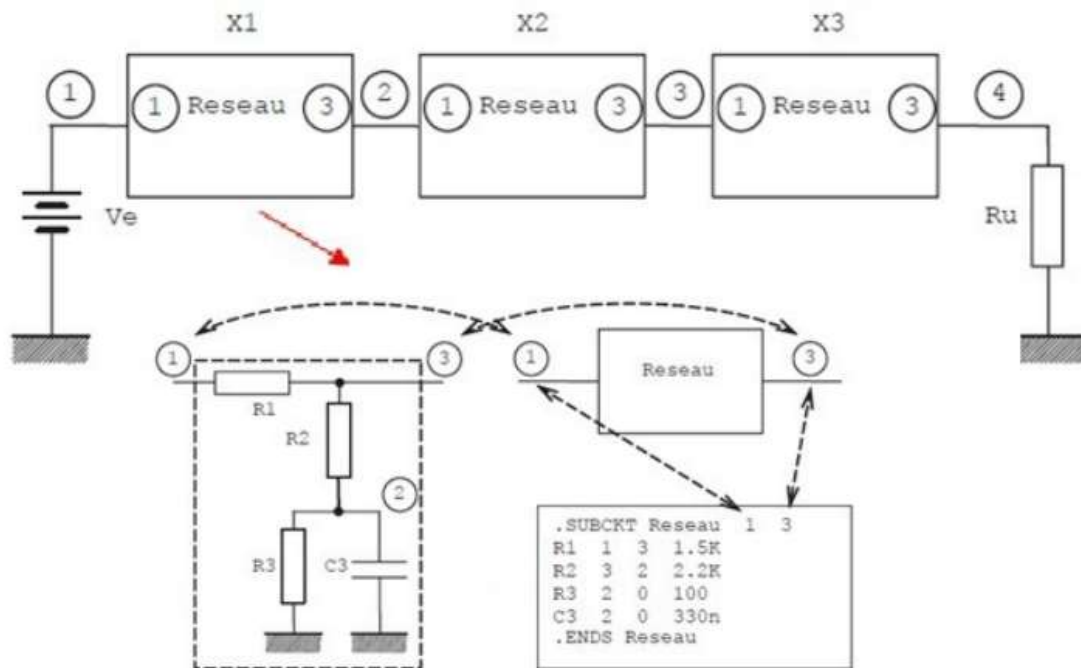 X1 X2 X3
1 1 Reseau 3 2 1 Reseau 3 3 1 Reseau 3 4
Ve
Ru
1 3 1 3
Reseau
R1
R2
2
R3 C3
.SUBCKT Reseau 1 3
R1 1 3 1.5K
R2 3 2 2.2K
R3 2 0 100
C3 2 0 330n
.ENDS Reseau